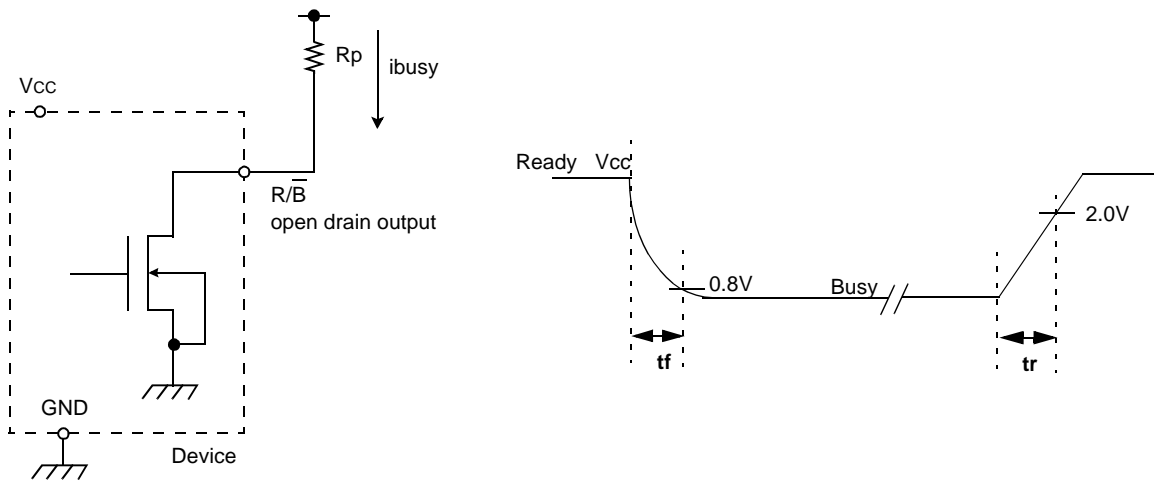 Rp
ibusy
VCC
R/B̅
open drain output
GND
Device
Ready Vcc
2.0V
0.8V
Busy
tf
tr